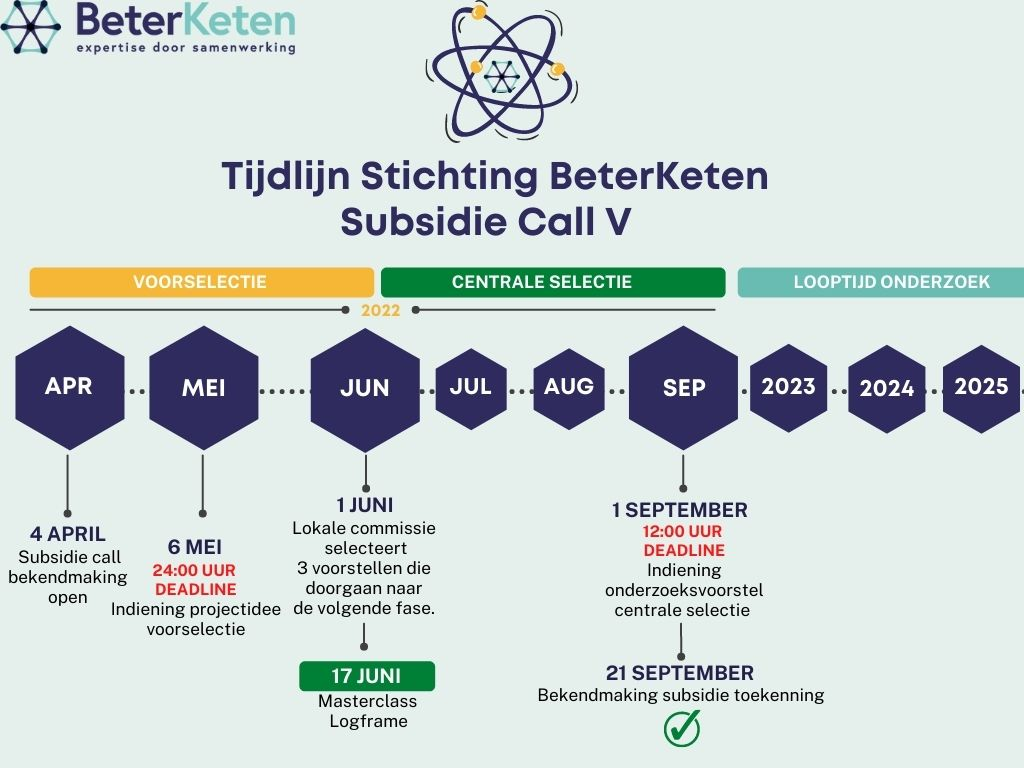 BeterKeten
expertise door samenwerking
Tijdlijn Stichting BeterKeten
Subsidie Call V
VOORSELECTIE
CENTRALE SELECTIE
LOOPTIJD ONDERZOEK
2022
APR
MEI
JUN
JUL
AUG
SEP
2023
2024
2025
4 APRIL
Subsidie call
bekendmaking
open
6 MEI
24:00 UUR
DEADLINE
Indiening projectidee
voorselectie
1 JUNI
Lokale commissie
selecteert
3 voorstellen die
doorgaan naar
de volgende fase.
17 JUNI
Masterclass
Logframe
1 SEPTEMBER
12:00 UUR
DEADLINE
Indiening
onderzoeksvoorstel
centrale selectie
21 SEPTEMBER
Bekendmaking subsidie toekenning